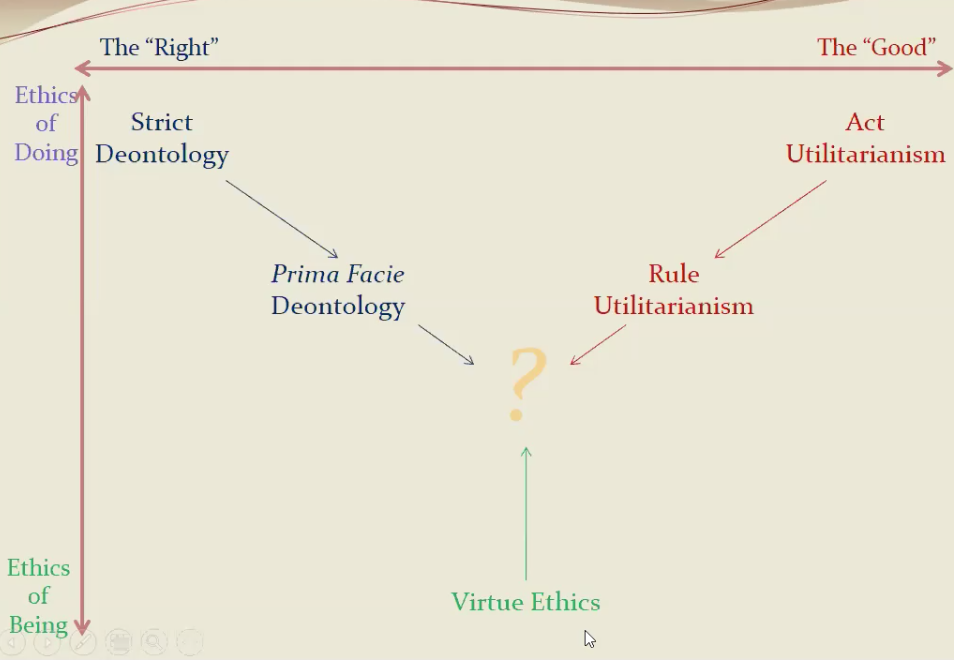 The “Right”
The “Good”
Ethics
of
Doing
Strict
Deontology
Act
Utilitarianism
Prima Facie
Deontology
Rule
Utilitarianism
?
Ethics
of
Being
Virtue Ethics